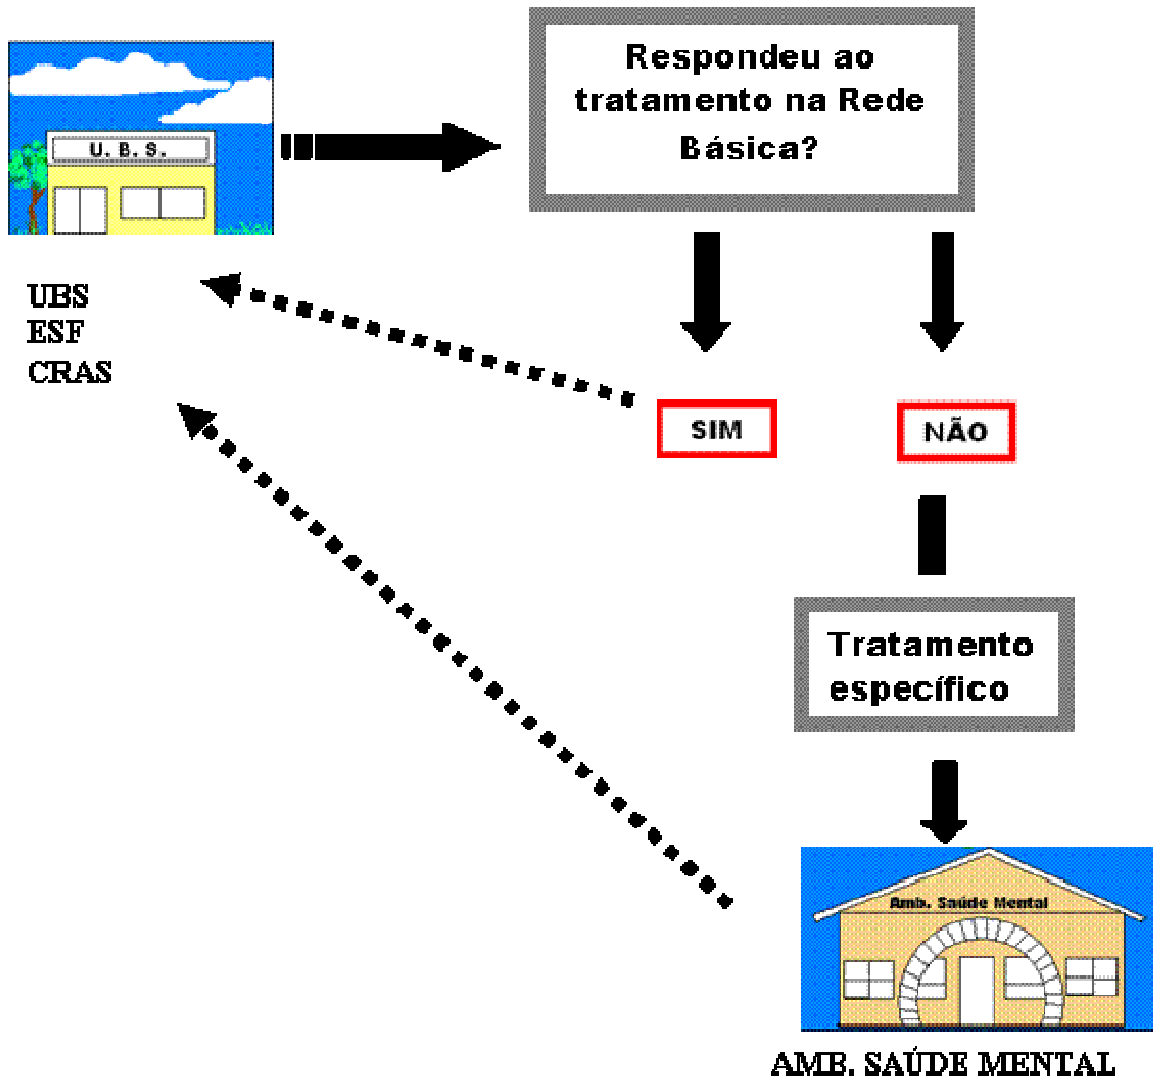 Respondeu ao
tratamento na Rede
Básica?
U. B. S.
UBS
ESF
CRAS
SIM
NÃO
Tratamento
específico
Amb. Saúde Mental
AMB. SAÚDE MENTAL